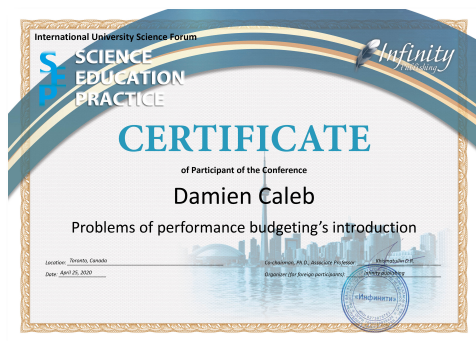 International University Science Forum
SCIENCE
EDUCATION
PRACTICE
SEP
Infinity
Publishing
CERTIFICATE
of Participant of the Conference
Damien Caleb
Problems of performance budgeting's introduction
Location: Toronto, Canada
Co-chairman, Ph.D., Associate Professor
Date: April 25, 2020
Organizer (for foreign participants): Infinity publishing
«Инфинити»